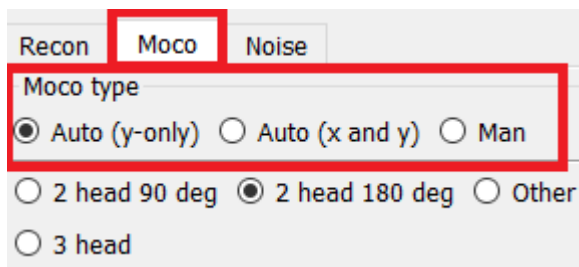 Recon Moco Noise
Moco type
Auto (y-only) Auto (x and y) Man
2 head 90 deg 2 head 180 deg Other
3 head